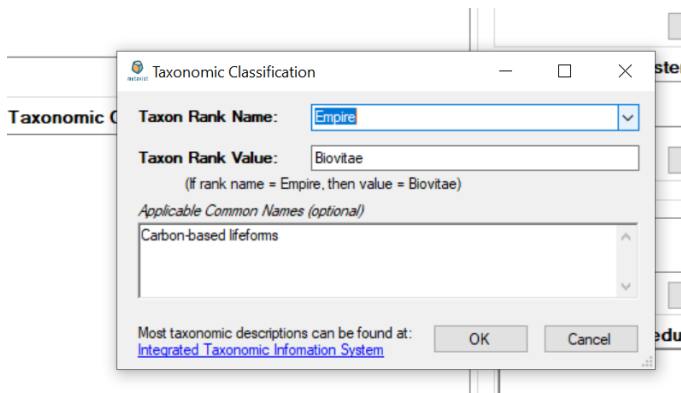 metavist
Taxonomic Classification
ste
Taxonomic C
Taxon Rank Name:
Empire
Taxon Rank Value:
Biovitae
(If rank name = Empire, then value = Biovitae)
Applicable Common Names (optional)
Carbon-based lifeforms
Most taxonomic descriptions can be found at:
Integrated Taxonomic Infomation System
OK
Cancel
edu